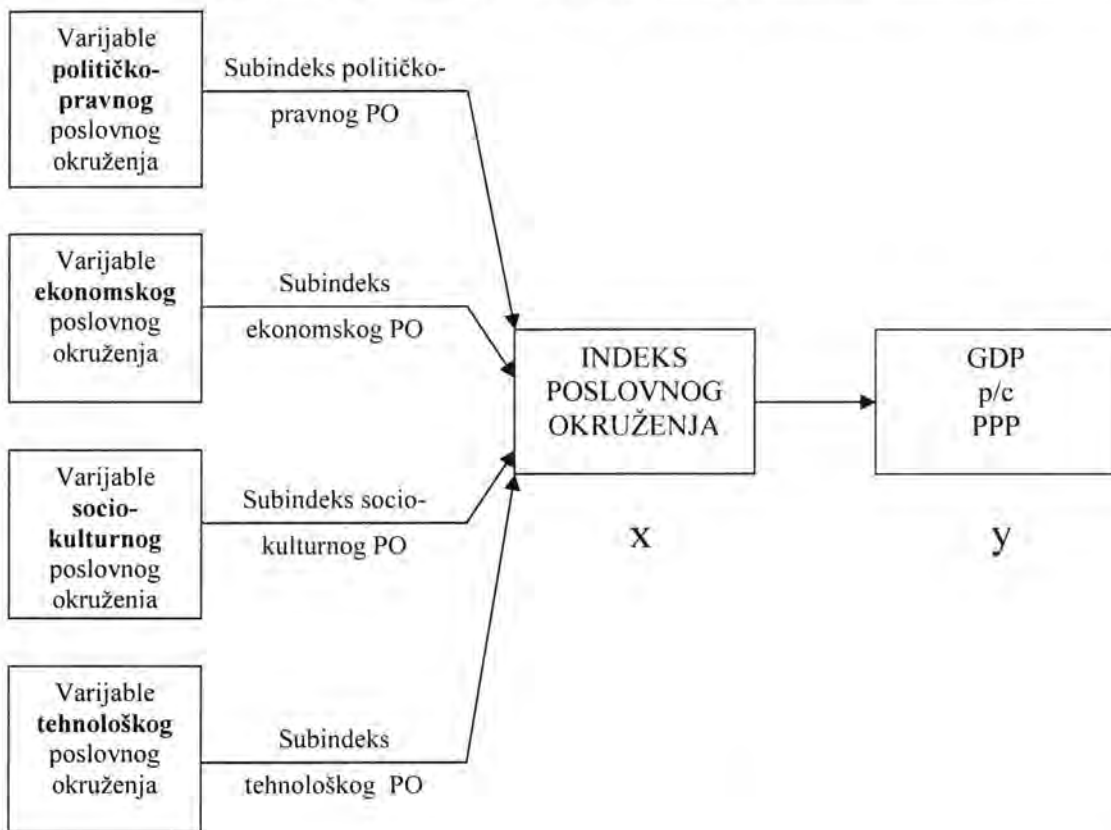 Varijable
političko-
pravnog
poslovnog
okruženja
Subindeks političko-
pravnog PO
Varijable
ekonomskog
poslovnog
okruženja
Subindeks
ekonomskog PO
INDEKS
POSLOVNOG
OKRUŽENJA
x
GDP
p/c
PPP
y
Varijable
socio-
kulturnog
poslovnog
okruženia
Subindeks socio-
kulturnog PO
Varijable
tehnološkog
poslovnog
okruženja
Subindeks
tehnološkog PO